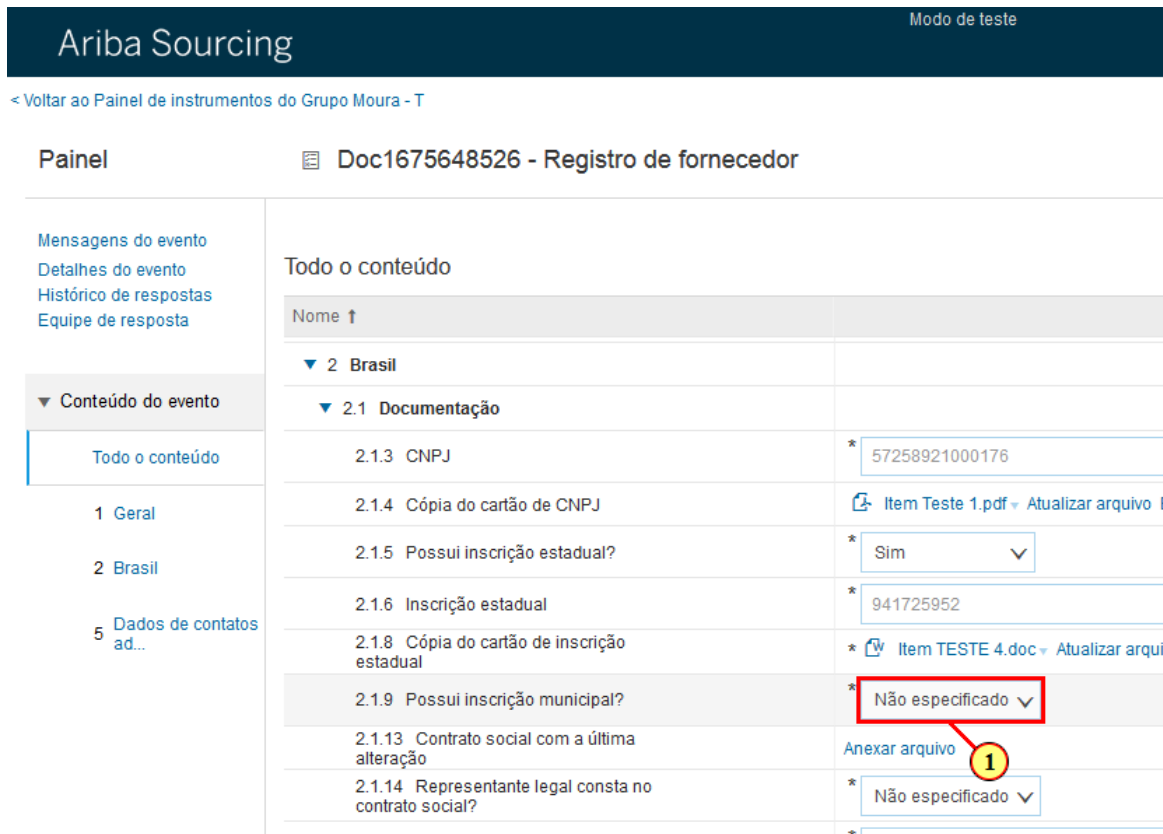 Modo de teste
Ariba Sourcing
< Voltar ao Painel de instrumentos do Grupo Moura - T
Painel
Doc1675648526 - Registro de fornecedor
Mensagens do evento
Detalhes do evento
Histórico de respostas
Equipe de resposta
Conteúdo do evento
Todo o conteúdo
1 Geral
2 Brasil
5 Dados de contatos
ad...
Todo o conteúdo
Nome ↑
▼ 2 Brasil
▼ 2.1 Documentação
2.1.3 CNPJ * 57258921000176
2.1.4 Cópia do cartão de CNPJ Item Teste 1.pdf Atualizar arquivo
2.1.5 Possui inscrição estadual? * Sim
2.1.6 Inscrição estadual * 941725952
2.1.8 Cópia do cartão de inscrição
estadual * Item TESTE 4.doc Atualizar arqui
2.1.9 Possui inscrição municipal? * Não especificado
2.1.13 Contrato social com a última
alteração Anexar arquivo
1
2.1.14 Representante legal consta no
contrato social? * Não especificado
*